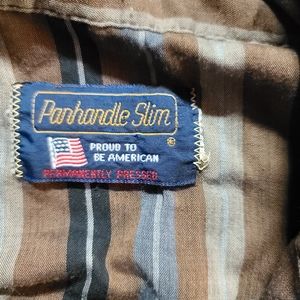 Panhandle Slim
®
PROUD TO
BE AMERICAN
PERMANENTLY PRESSED